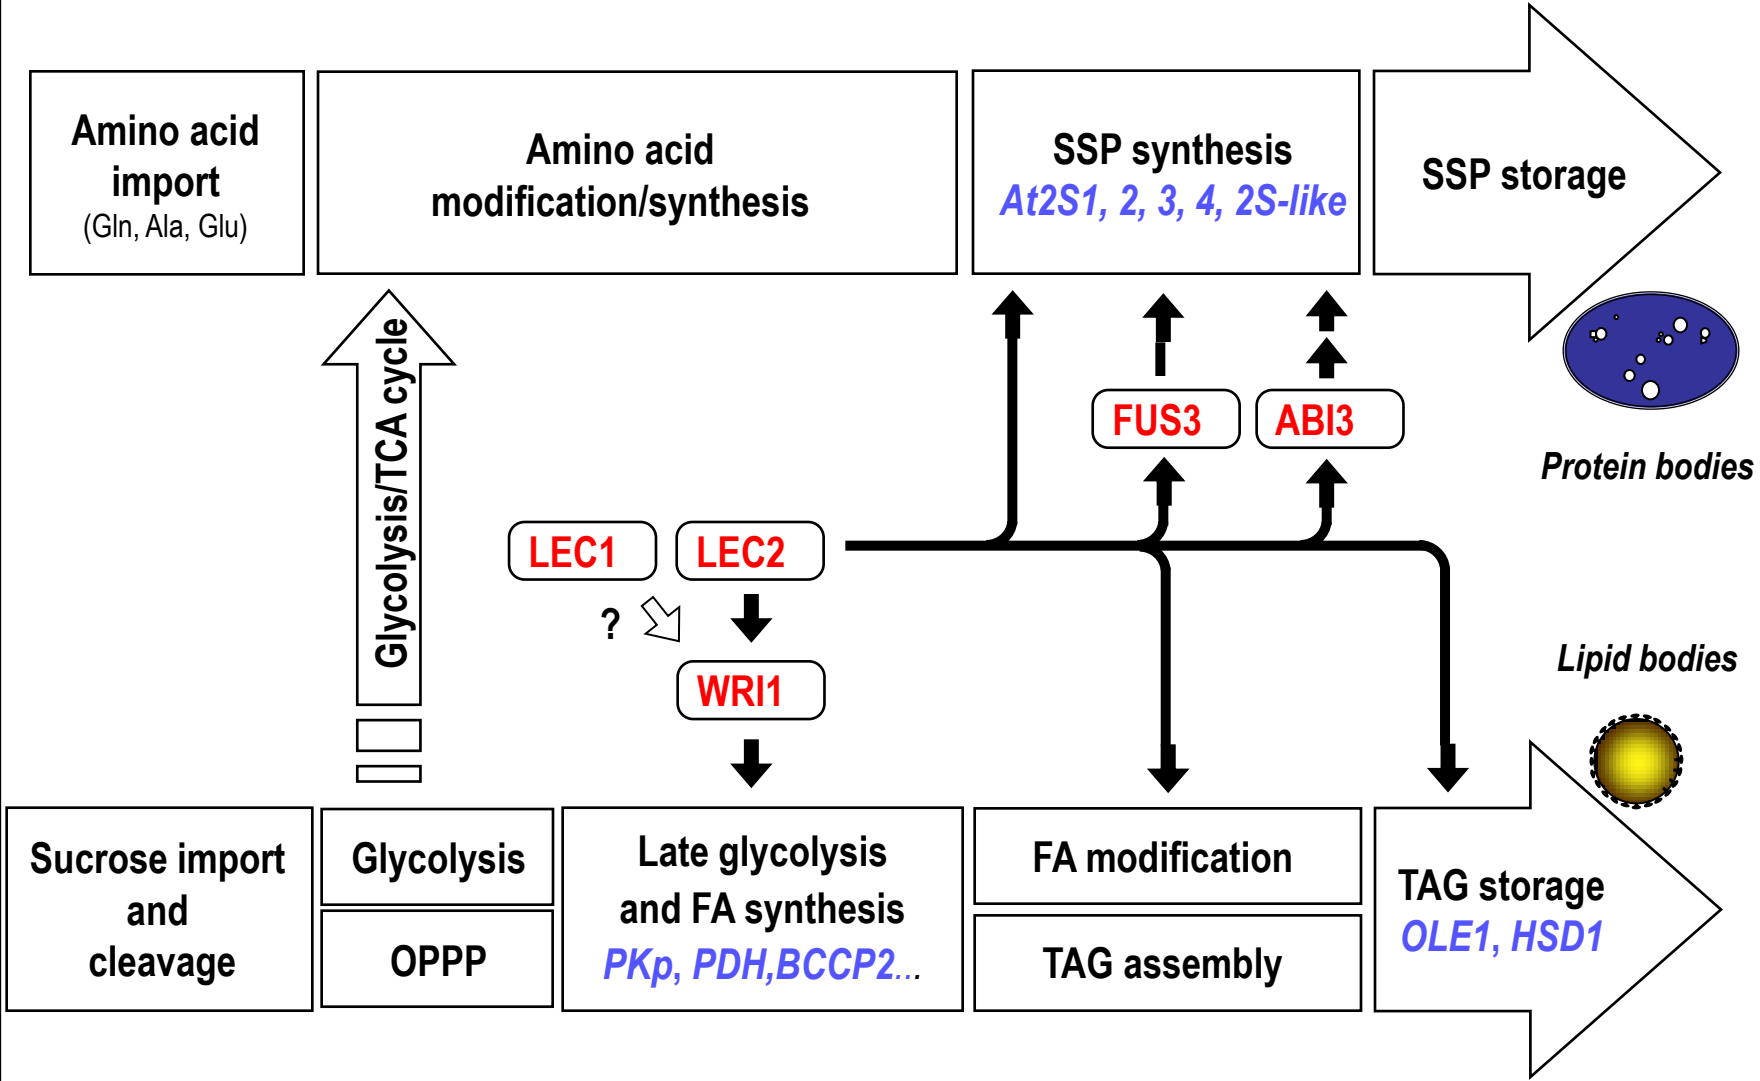 Amino acid
import
(Gln, Ala, Glu)
Amino acid
modification/synthesis
SSP synthesis
At2S1, 2, 3, 4, 2S-like
SSP storage
Glycolysis/TCA cycle
FUS3
ABI3
Protein bodies
LEC1
LEC2
?
WRI1
Lipid bodies
Sucrose import
and
cleavage
Glycolysis
OPPP
Late glycolysis
and FA synthesis
PKp, PDH,BCCP2...
FA modification
TAG assembly
TAG storage
OLE1, HSD1